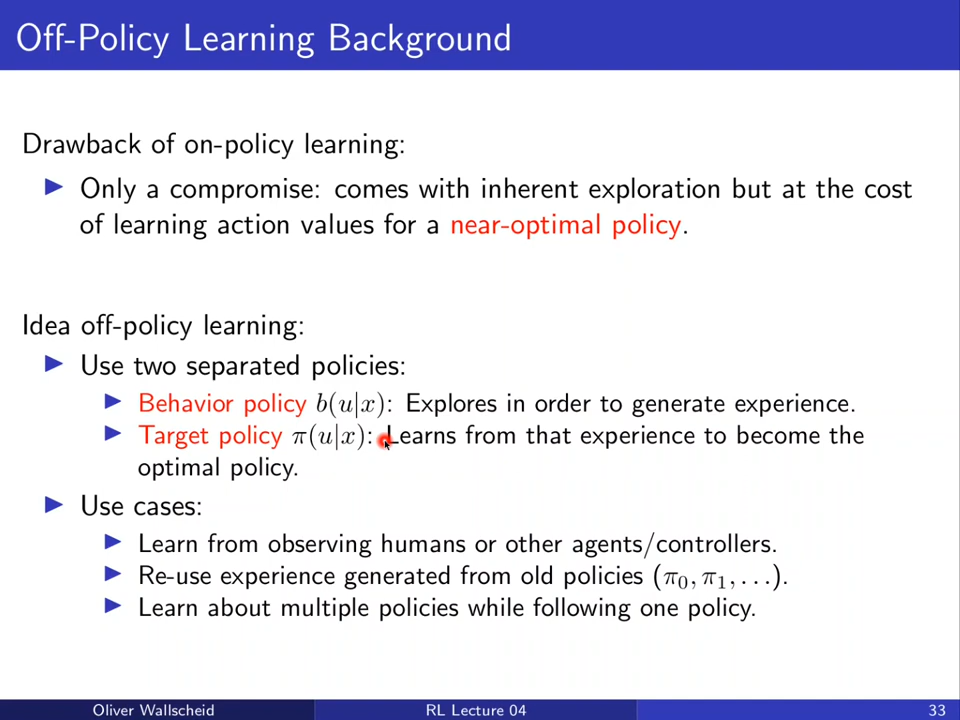 Off-Policy Learning Background
Drawback of on-policy learning:
Only a compromise: comes with inherent exploration but at the cost
of learning action values for a near-optimal policy.
Idea off-policy learning:
Use two separated policies:
Behavior policy b(u|x): Explores in order to generate experience.
Target policy π(u|x): Learns from that experience to become the
optimal policy.
Use cases:
Learn from observing humans or other agents/controllers.
Re-use experience generated from old policies (π₀, π₁, . . .).
Learn about multiple policies while following one policy.
Oliver Wallscheid RL Lecture 04 33